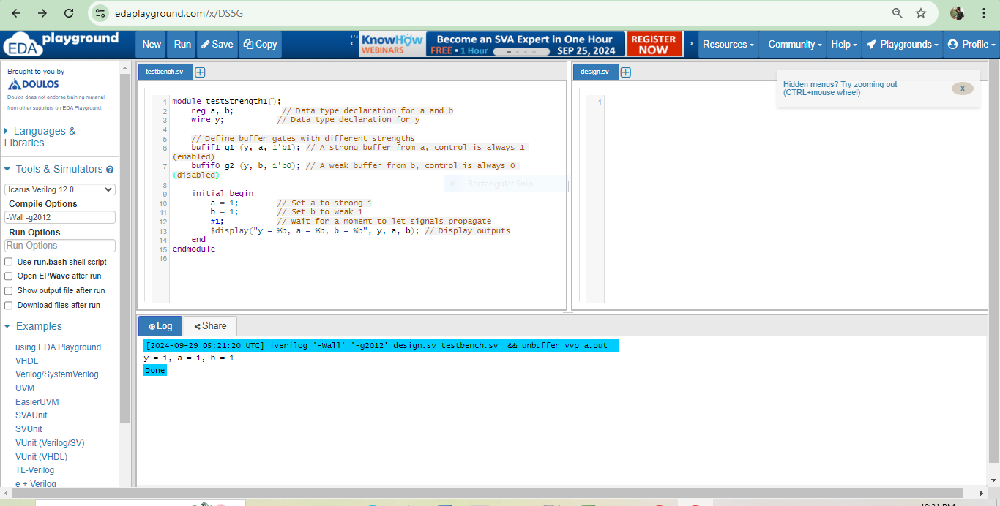 edaplayground.com/x/DS5G
EDA playground
New
Run
Save
Copy
1/4
KnowHow
WEBINARS
Become an SVA Expert in One Hour
FREE • 1 Hour
SEP 25, 2024
REGISTER
NOW
Resources
Community
Help
Playgrounds
Profile
Brought to you by
DOULOS
Doulos does not endorse training material
from other suppliers on EDA Playground.
Languages &
Libraries
Tools & Simulators
Icarus Verilog 12.0
Compile Options
-Wall -g2012
Run Options
Run Options
Use run.bash shell script
Open EPWave after run
Show output file after run
Download files after run
Examples
using EDA Playground
VHDL
Verilog/SystemVerilog
UVM
EasierUVM
SVAUnit
SVUnit
VUnit (Verilog/SV)
VUnit (VHDL)
TL-Verilog
e + Verilog
testbench.sv
1 module testStrength1();
2 reg a, b; // Data type declaration for a and b
3 wire y; // Data type declaration for y
4
5 // Define buffer gates with different strengths
6 bufif1 g1 (y, a, 1'b1); // A strong buffer from a, control is always 1
(enabled)
7 bufif0 g2 (y, b, 1'b0); // A weak buffer from b, control is always 0
(disabled)
8
Rectangular Snip
9 initial begin
10 a = 1; // Set a to strong 1
11 b = 1; // Set b to weak 1
12 #1; // Wait for a moment to let signals propagate
13 $display("y = %b, a = %b, b = %b", y, a, b); // Display outputs
14 end
15 endmodule
16
design.sv
1
Hidden menus? Try zooming out
(CTRL+mouse wheel)
X
Log
Share
[2024-09-29 05:21:20 UTC] iverilog '-Wall' '-g2012' design.sv testbench.sv && unbuffer vvp a.out
y = 1, a = 1, b = 1
Done
10:21 PM